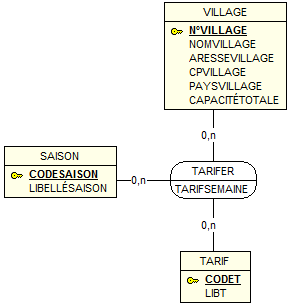 VILLAGE
N°VILLAGE
NOMVILLAGE
ARESSEVILLAGE
CPVILLAGE
PAYSVILLAGE
CAPACITÉTOTALE
0,n
SAISON
CODESAISON
LIBELLÉSAISON
0,n
TARIFER
TARIFSEMAINE
0,n
TARIF
CODET
LIBT